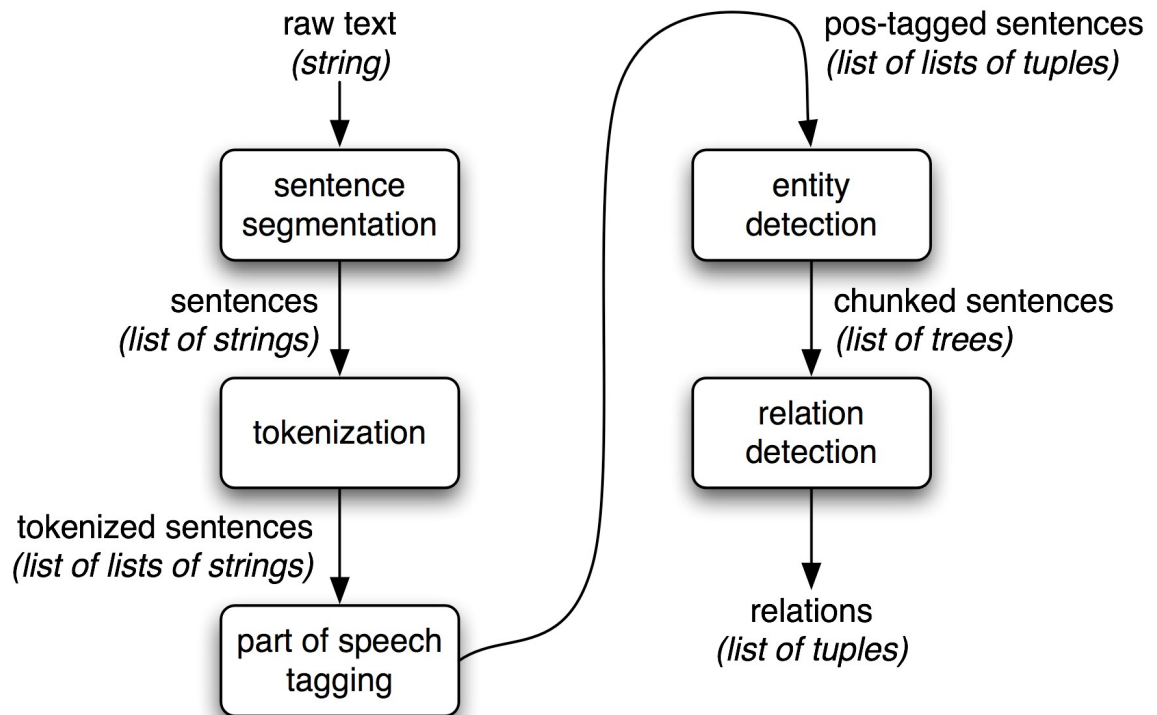 raw text
(string)
sentence
segmentation
sentences
(list of strings)
tokenization
tokenized sentences
(list of lists of strings)
part of speech
tagging
pos-tagged sentences
(list of lists of tuples)
entity
detection
chunked sentences
(list of trees)
relation
detection
relations
(list of tuples)